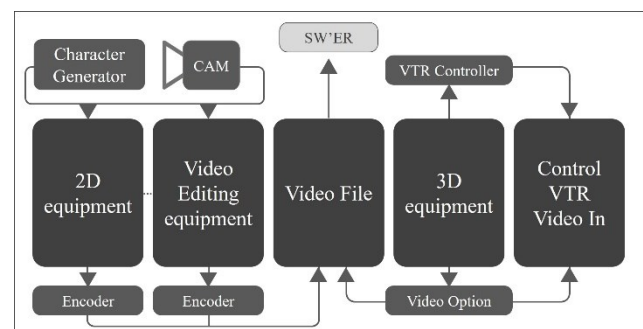 SW'ER
Character
Generator
CAM
VTR Controller
2D
equipment
Video
Editing
equipment
Video File
3D
equipment
Control
VTR
Video In
Encoder
Encoder
Video Option